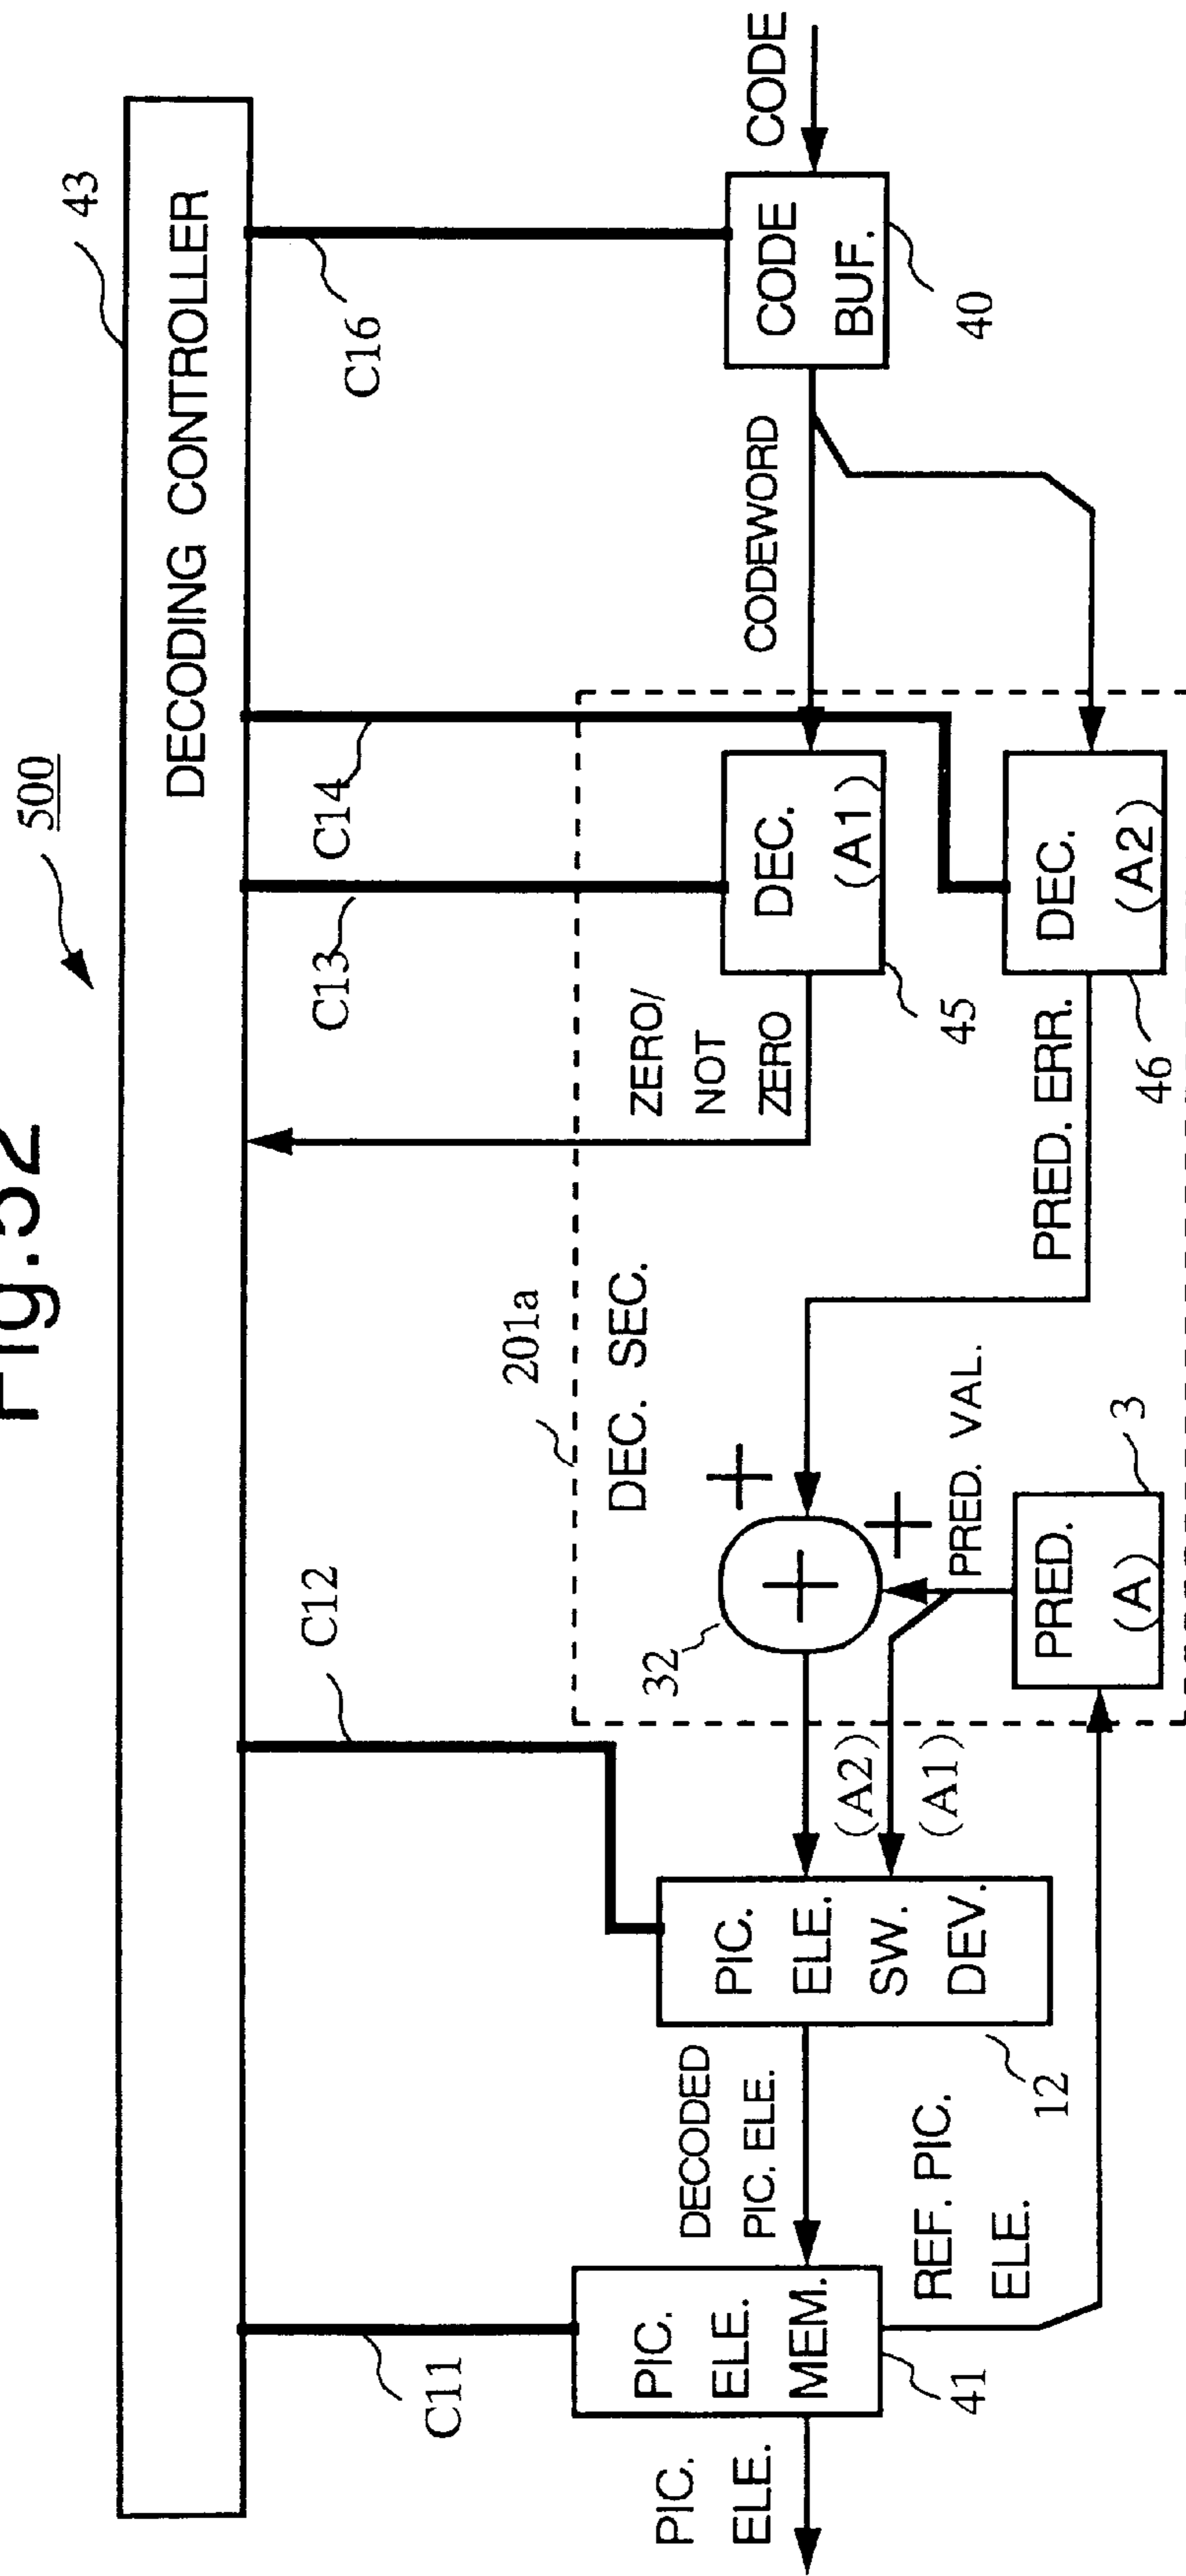 Fig.52
500
43
DECODING CONTROLLER
C11
C12
C13
C14
C16
201a
DEC. SEC.
PIC.
ELE.
PIC.
ELE.
MEM.
41
DECODED
PIC. ELE.
REF. PIC.
ELE.
PIC.
ELE.
SW.
DEV.
12
(A2)
(A1)
32
+
+
+
PRED. VAL.
PRED.
(A)
3
ZERO/
NOT
ZERO
PRED. ERR.
DEC.
(A1)
45
DEC.
(A2)
46
CODEWORD
CODE
BUF.
40
CODE